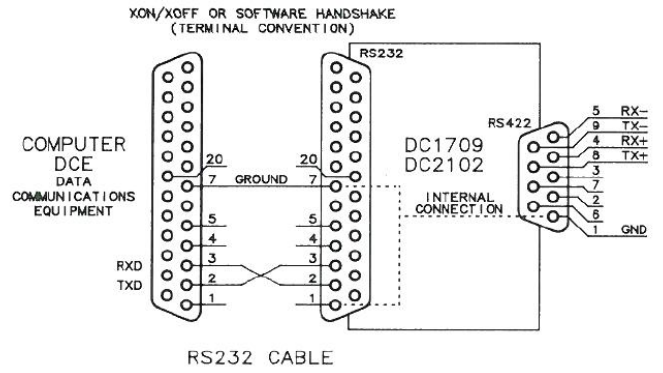 XON/XOFF OR SOFTWARE HANDSHAKE
(TERMINAL CONVENTION)
RS232
COMPUTER
DCE
DATA
COMMUNICATIONS
EQUIPMENT
RXD
TXD
20
7
5
4
3
2
1
GROUND
20
7
5
4
3
2
1
DC1709
DC2102
INTERNAL
CONNECTION
RS422
5 RX-
9 TX-
4 RX+
8 TX+
3
7
2
6
1 GND
RS232 CABLE